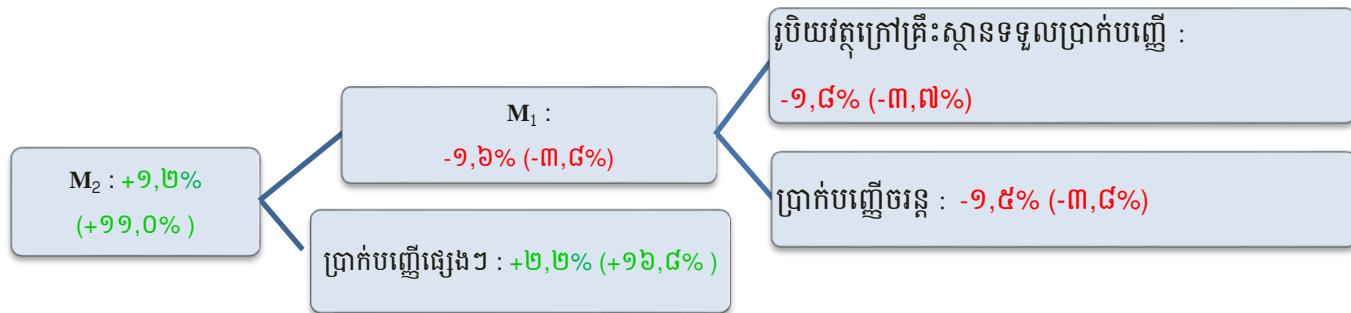 M₂ : +១,២%
(+១១,០% )
M₁ :
-១,៦% (-៣,៨%)
ប្រាក់បញ្ញើផ្សេងៗ : +២,២% (+១៦,៨% )
រូបិយវត្ថុក្រៅគ្រឹះស្ថានទទួលប្រាក់បញ្ញើ :
-១,៨% (-៣,៧%)
ប្រាក់បញ្ញើចរន្ត : -១,៥% (-៣,៨%)